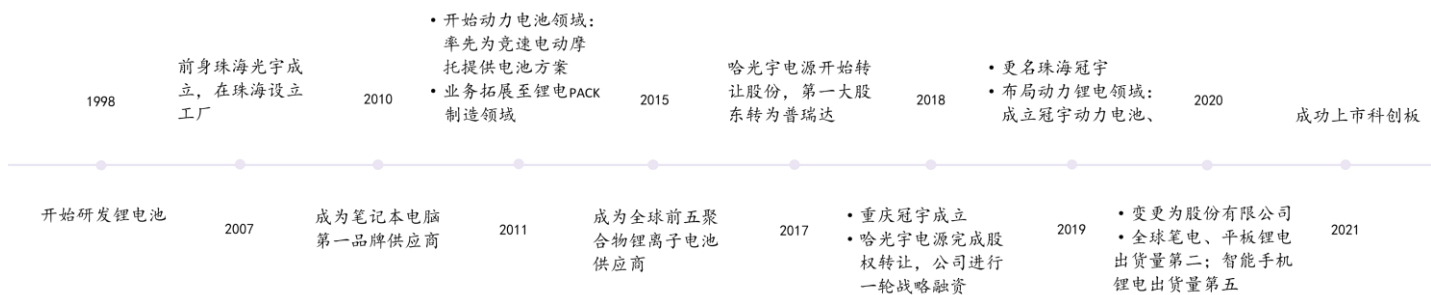 1998
开始研发锂电池
前身珠海光宇成
立，在珠海设立
工厂
2007
2010
成为笔记本电脑
第一品牌供应商
• 开始动力电池领域：
率先为竞速电动摩
托提供电池方案
• 业务拓展至锂电PACK
制造领域
2011
2015
成为全球前五聚
合物锂离子电池
供应商
哈光宇电源开始转
让股份，第一大股
东转为普瑞达
2017
2018
• 重庆冠宇成立
• 哈光宇电源完成股
权转让，公司进行
一轮战略融资
• 更名珠海冠宇
• 布局动力锂电领域：
成立冠宇动力电池、
2019
2020
• 变更为股份有限公司
• 全球笔电、平板锂电
出货量第二；智能手机
锂电出货量第五
成功上市科创板
2021